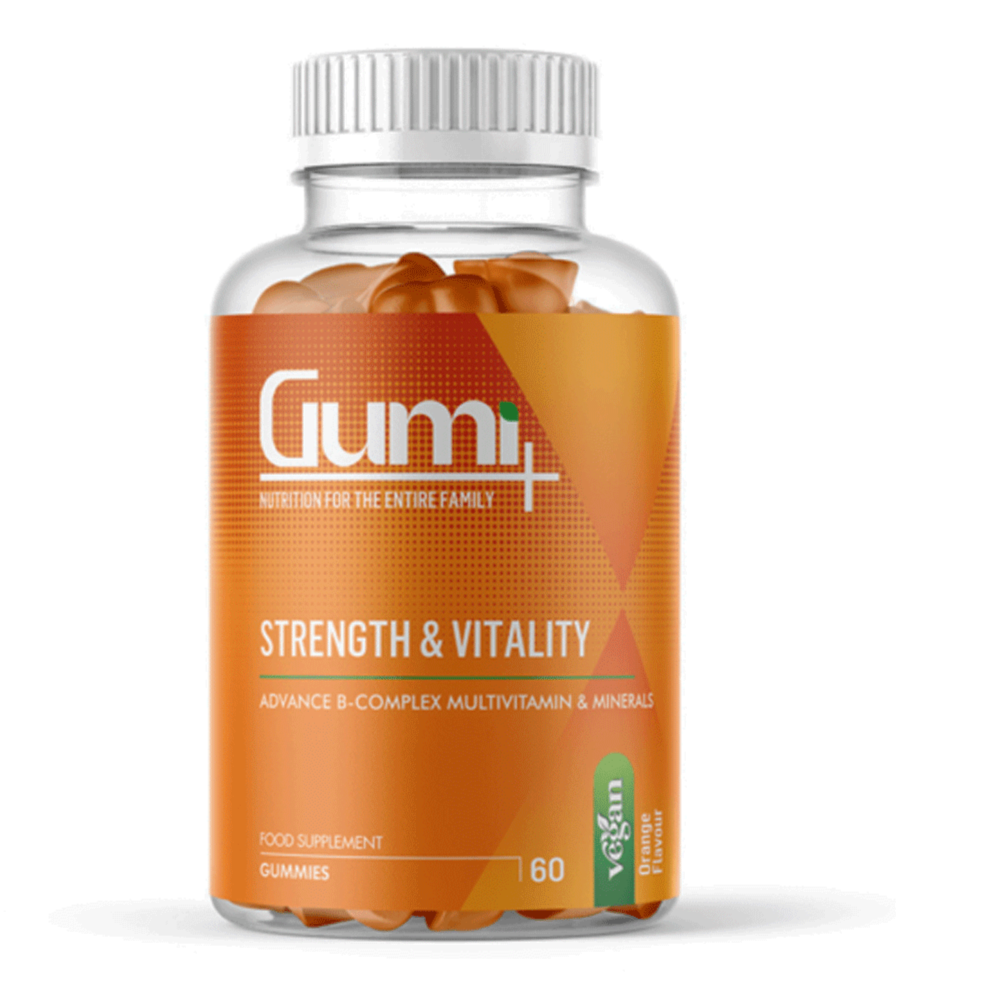 Gumi+
NUTRITION FOR THE ENTIRE FAMILY
STRENGTH & VITALITY
ADVANCE B-COMPLEX MULTIVITAMIN & MINERALS
FOOD SUPPLEMENT
GUMMIES
60
vegan
Orange
Flavour